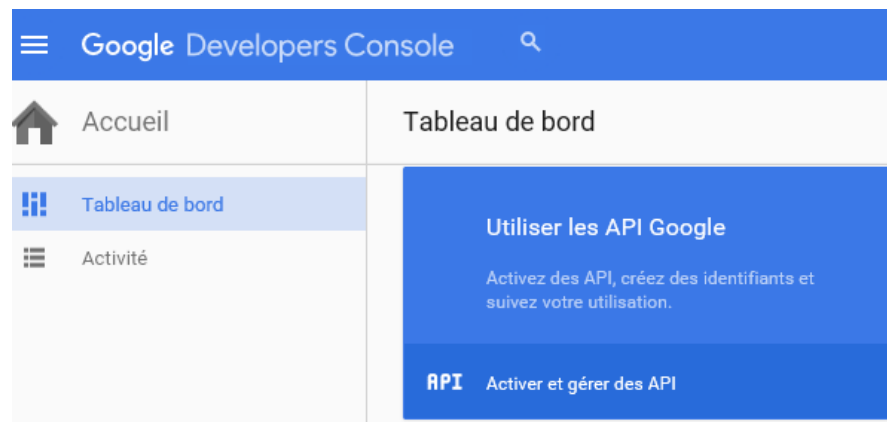 Google Developers Console
Accueil
Tableau de bord
Tableau de bord
Activité
Utiliser les API Google
Activez des API, créez des identifiants et
suivez votre utilisation.
API Activer et gérer des API